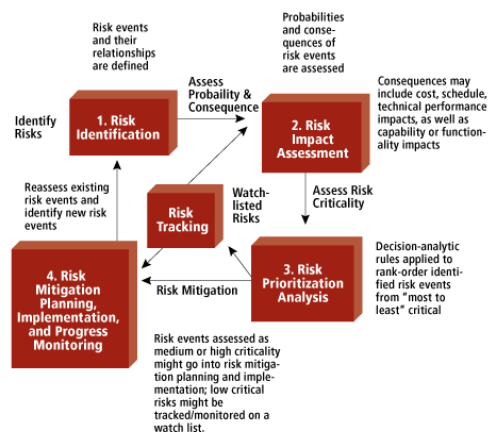 Risk events
and their
relationships
are defined
Probabilities
and conse-
quences of
risk events
are assessed
Assess
Probaility &
Consequence
Identify
Risks
1. Risk
Identification
2. Risk
Impact
Assessment
Consequences may
include cost, schedule,
technical performance
impacts, as well as
capability or function-
ality impacts
Reassess existing
risk events and
identify new risk
events
Risk
Tracking
Watch-
listed
Risks
Assess Risk
Criticality
4. Risk
Mitigation
Planning,
Implementation,
and Progress
Monitoring
Risk Mitigation
3. Risk
Prioritization
Analysis
Decision-analytic
rules applied to
rank-order identi-
fied risk events
from "most to
least" critical
Risk events assessed as
medium or high criticality
might go into risk mitiga-
tion planning and imple-
mentation; low critical
risks might be
tracked/monitored on a
watch list.